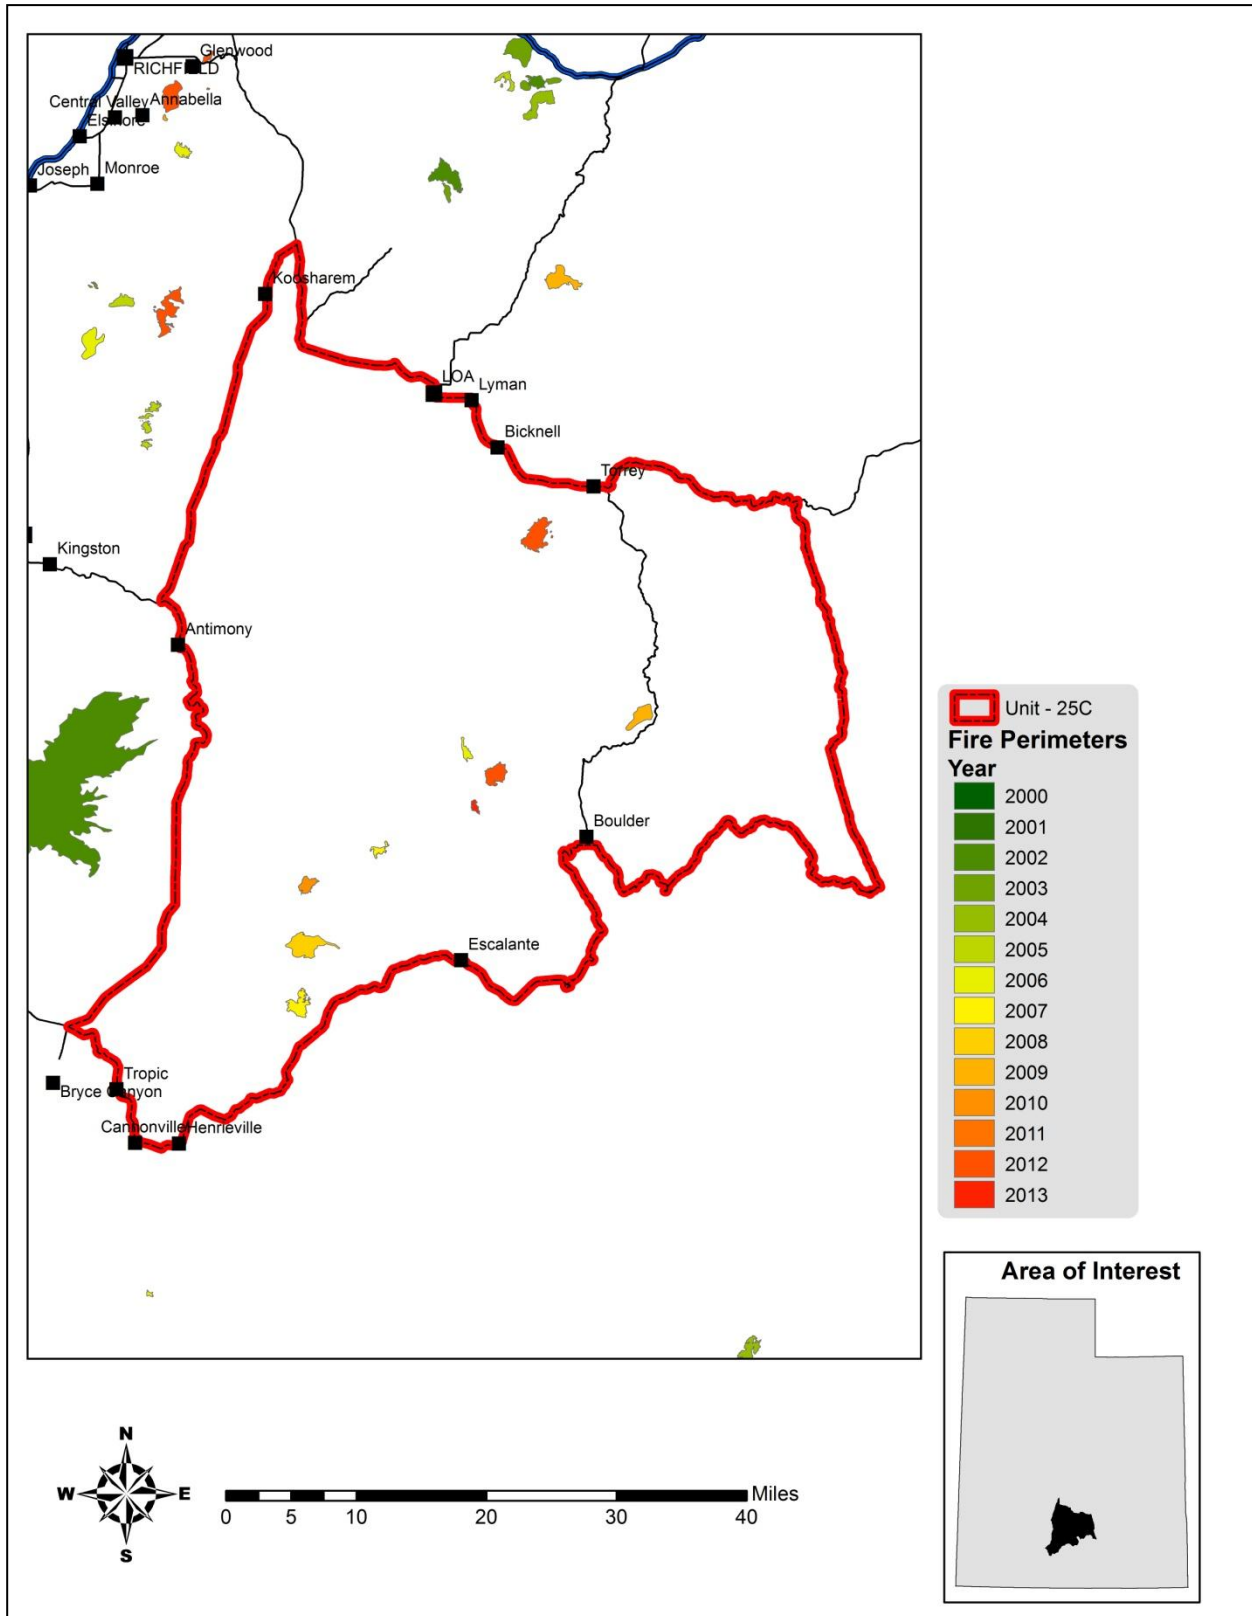 Glenwood
RICHFIELD
Central Valley
Annabella
Elsinore
Joseph
Monroe
Koosharem
LOA
Lyman
Bicknell
Torrey
Kingston
Antimony
Boulder
Escalante
Tropic
Bryce Canyon
Cannonville
Henrieville
Unit - 25C
Fire Perimeters
Year
2000
2001
2002
2003
2004
2005
2006
2007
2008
2009
2010
2011
2012
2013
Area of Interest
N
W
E
S
Miles
0 5 10 20 30 40